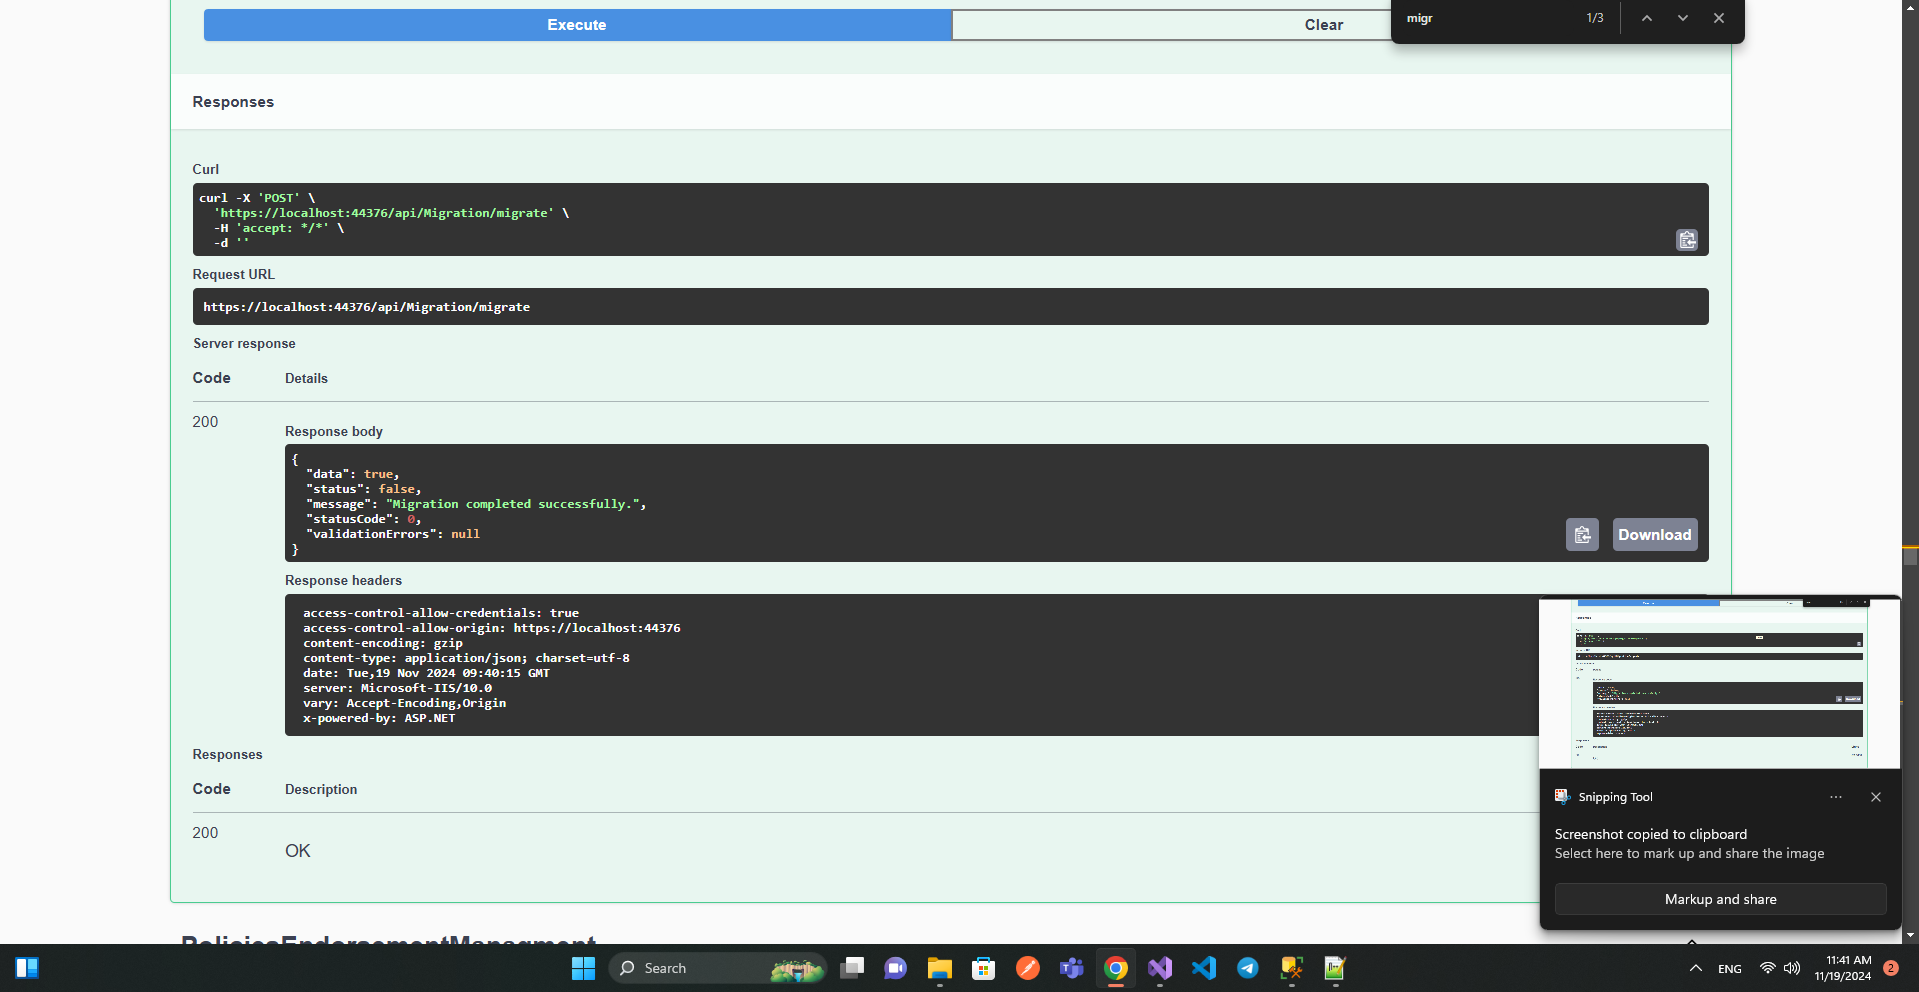 Execute
Clear
migr
1/3
Responses
Curl
curl -X 'POST' \
'https://localhost:44376/api/Migration/migrate' \
-H 'accept: */*' \
-d ''
Request URL
https://localhost:44376/api/Migration/migrate
Server response
Code
Details
200
Response body
{
"data": true,
"status": false,
"message": "Migration completed successfully.",
"statusCode": 0,
"validationErrors": null
}
Download
Response headers
access-control-allow-credentials: true
access-control-allow-origin: https://localhost:44376
content-encoding: gzip
content-type: application/json; charset=utf-8
date: Tue,19 Nov 2024 09:40:15 GMT
server: Microsoft-IIS/10.0
vary: Accept-Encoding,Origin
x-powered-by: ASP.NET
Responses
Code
Description
200
OK
Snipping Tool
Screenshot copied to clipboard
Select here to mark up and share the image
Markup and share
PoliciesEndorsementManagment
Search
ENG
11:41 AM
11/19/2024
2